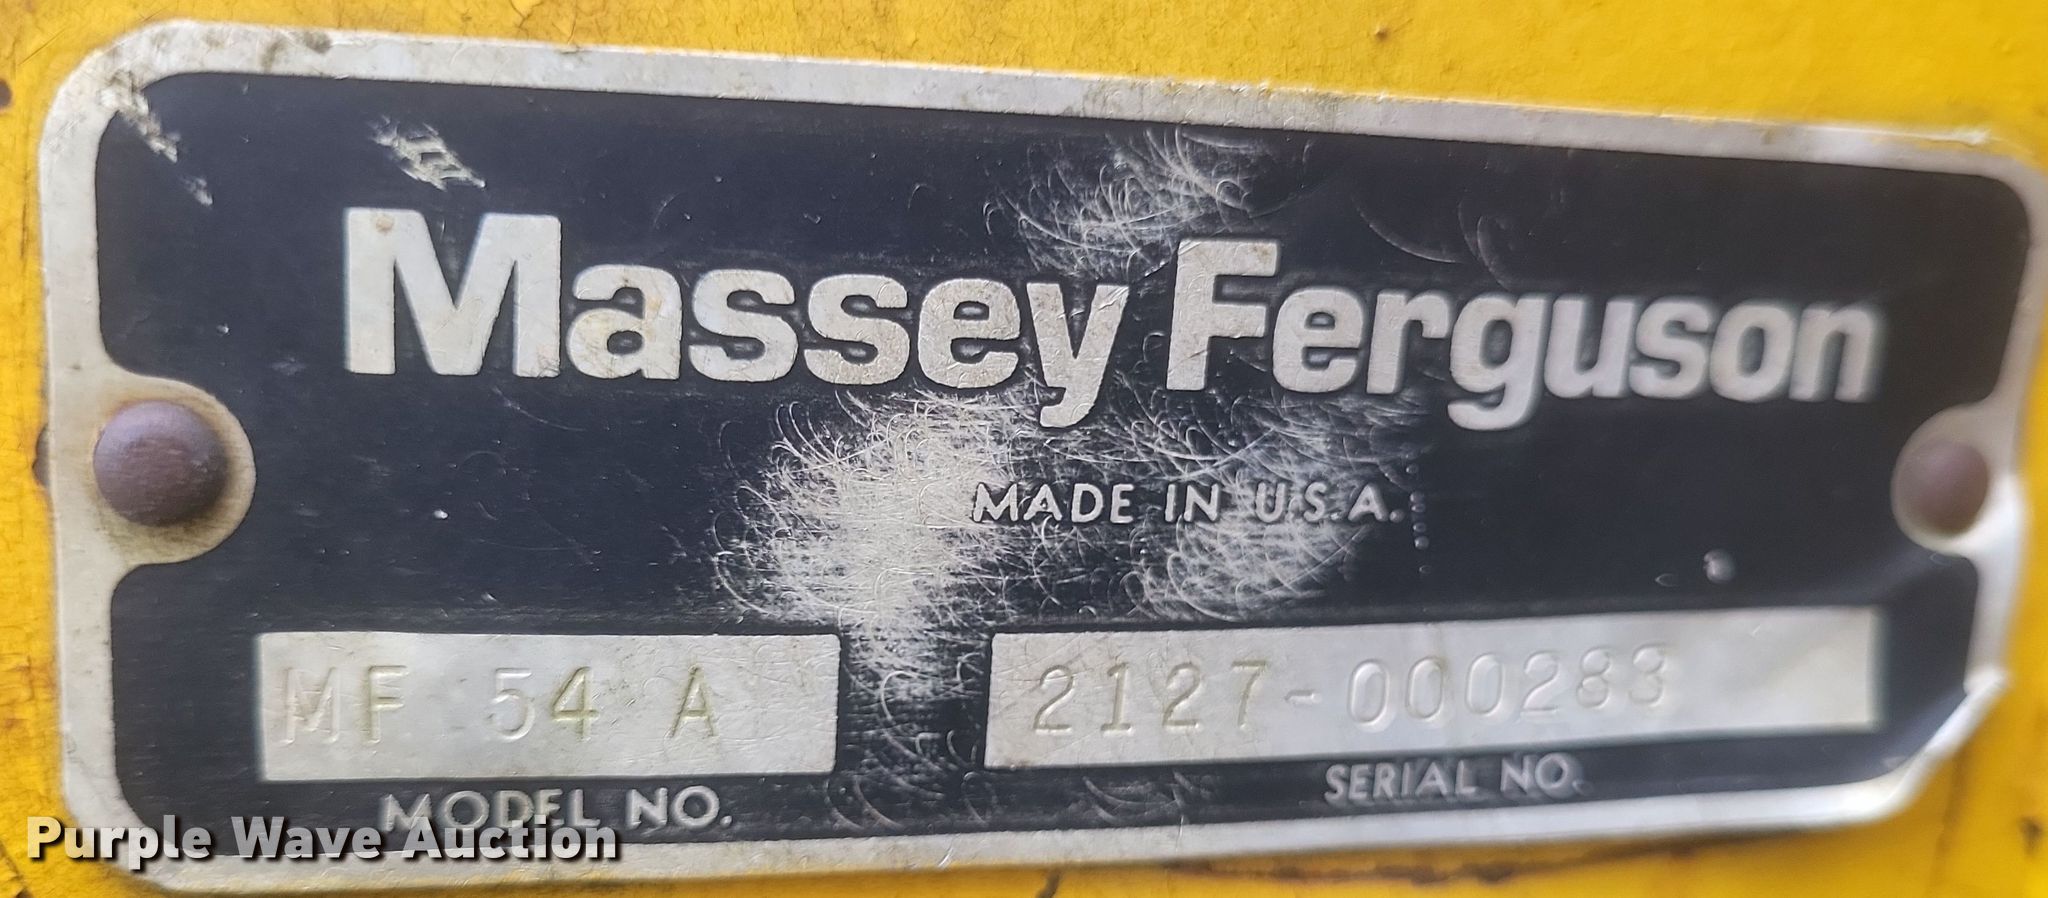 Massey Ferguson
MADE IN U.S.A.
MF 54 A 2127-000283
MODEL NO. SERIAL NO.
Purple Wave Auction